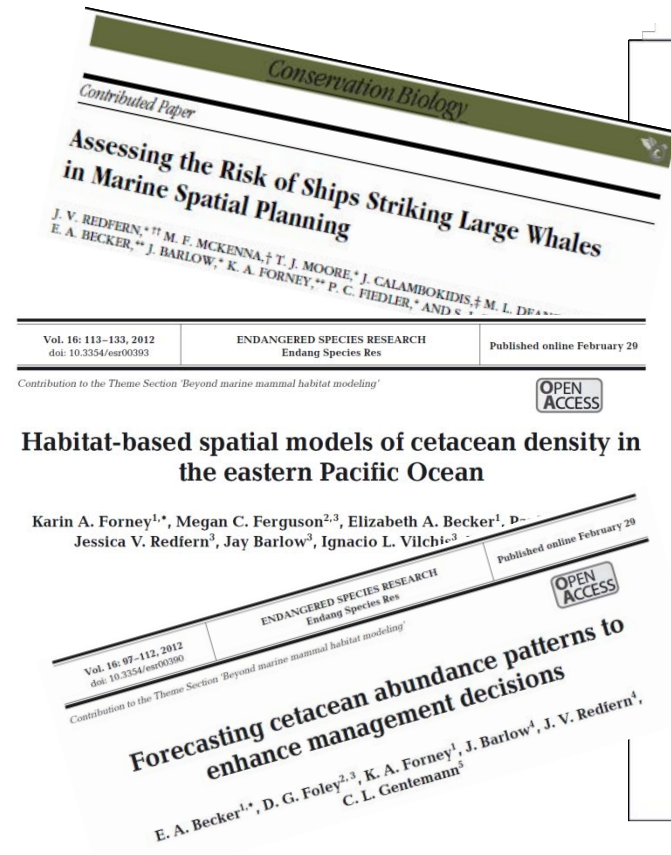 Conservation Biology
Contributed Paper
Assessing the Risk of Ships Striking Large Whales
in Marine Spatial Planning
J. V. REDFERN,*†† M. F. MCKENNA,† T. J. MOORE,* J. CALAMBOKIDIS,‡ M. L.
E. A. BECKER,** J. BARLOW,* K. A. FORNEY,** P. C. FIEDLER,* AND S.
Vol. 16: 113–133, 2012
doi: 10.3354/esr00393
ENDANGERED SPECIES RESEARCH
Endang Species Res
Published online February 29
Contribution to the Theme Section ‘Beyond marine mammal habitat modeling’
OPEN
ACCESS
Habitat-based spatial models of cetacean density in
the eastern Pacific Ocean
Karin A. Forney1,*, Megan C. Ferguson2,3, Elizabeth A. Becker1,
Jessica V. Redfern3, Jay Barlow3, Ignacio L. Vilchis3
Vol. 16: 97–112, 2012
doi: 10.3354/esr00390
ENDANGERED SPECIES RESEARCH
Endang Species Res
Published online February 29
Contribution to the Theme Section ‘Beyond marine mammal habitat modeling’
OPEN
ACCESS
Forecasting cetacean abundance patterns to
enhance management decisions
E. A. Becker1,*, D. G. Foley2,3, K. A. Forney1, J. Barlow4, J. V. Redfern4,
C. L. Gentemann5